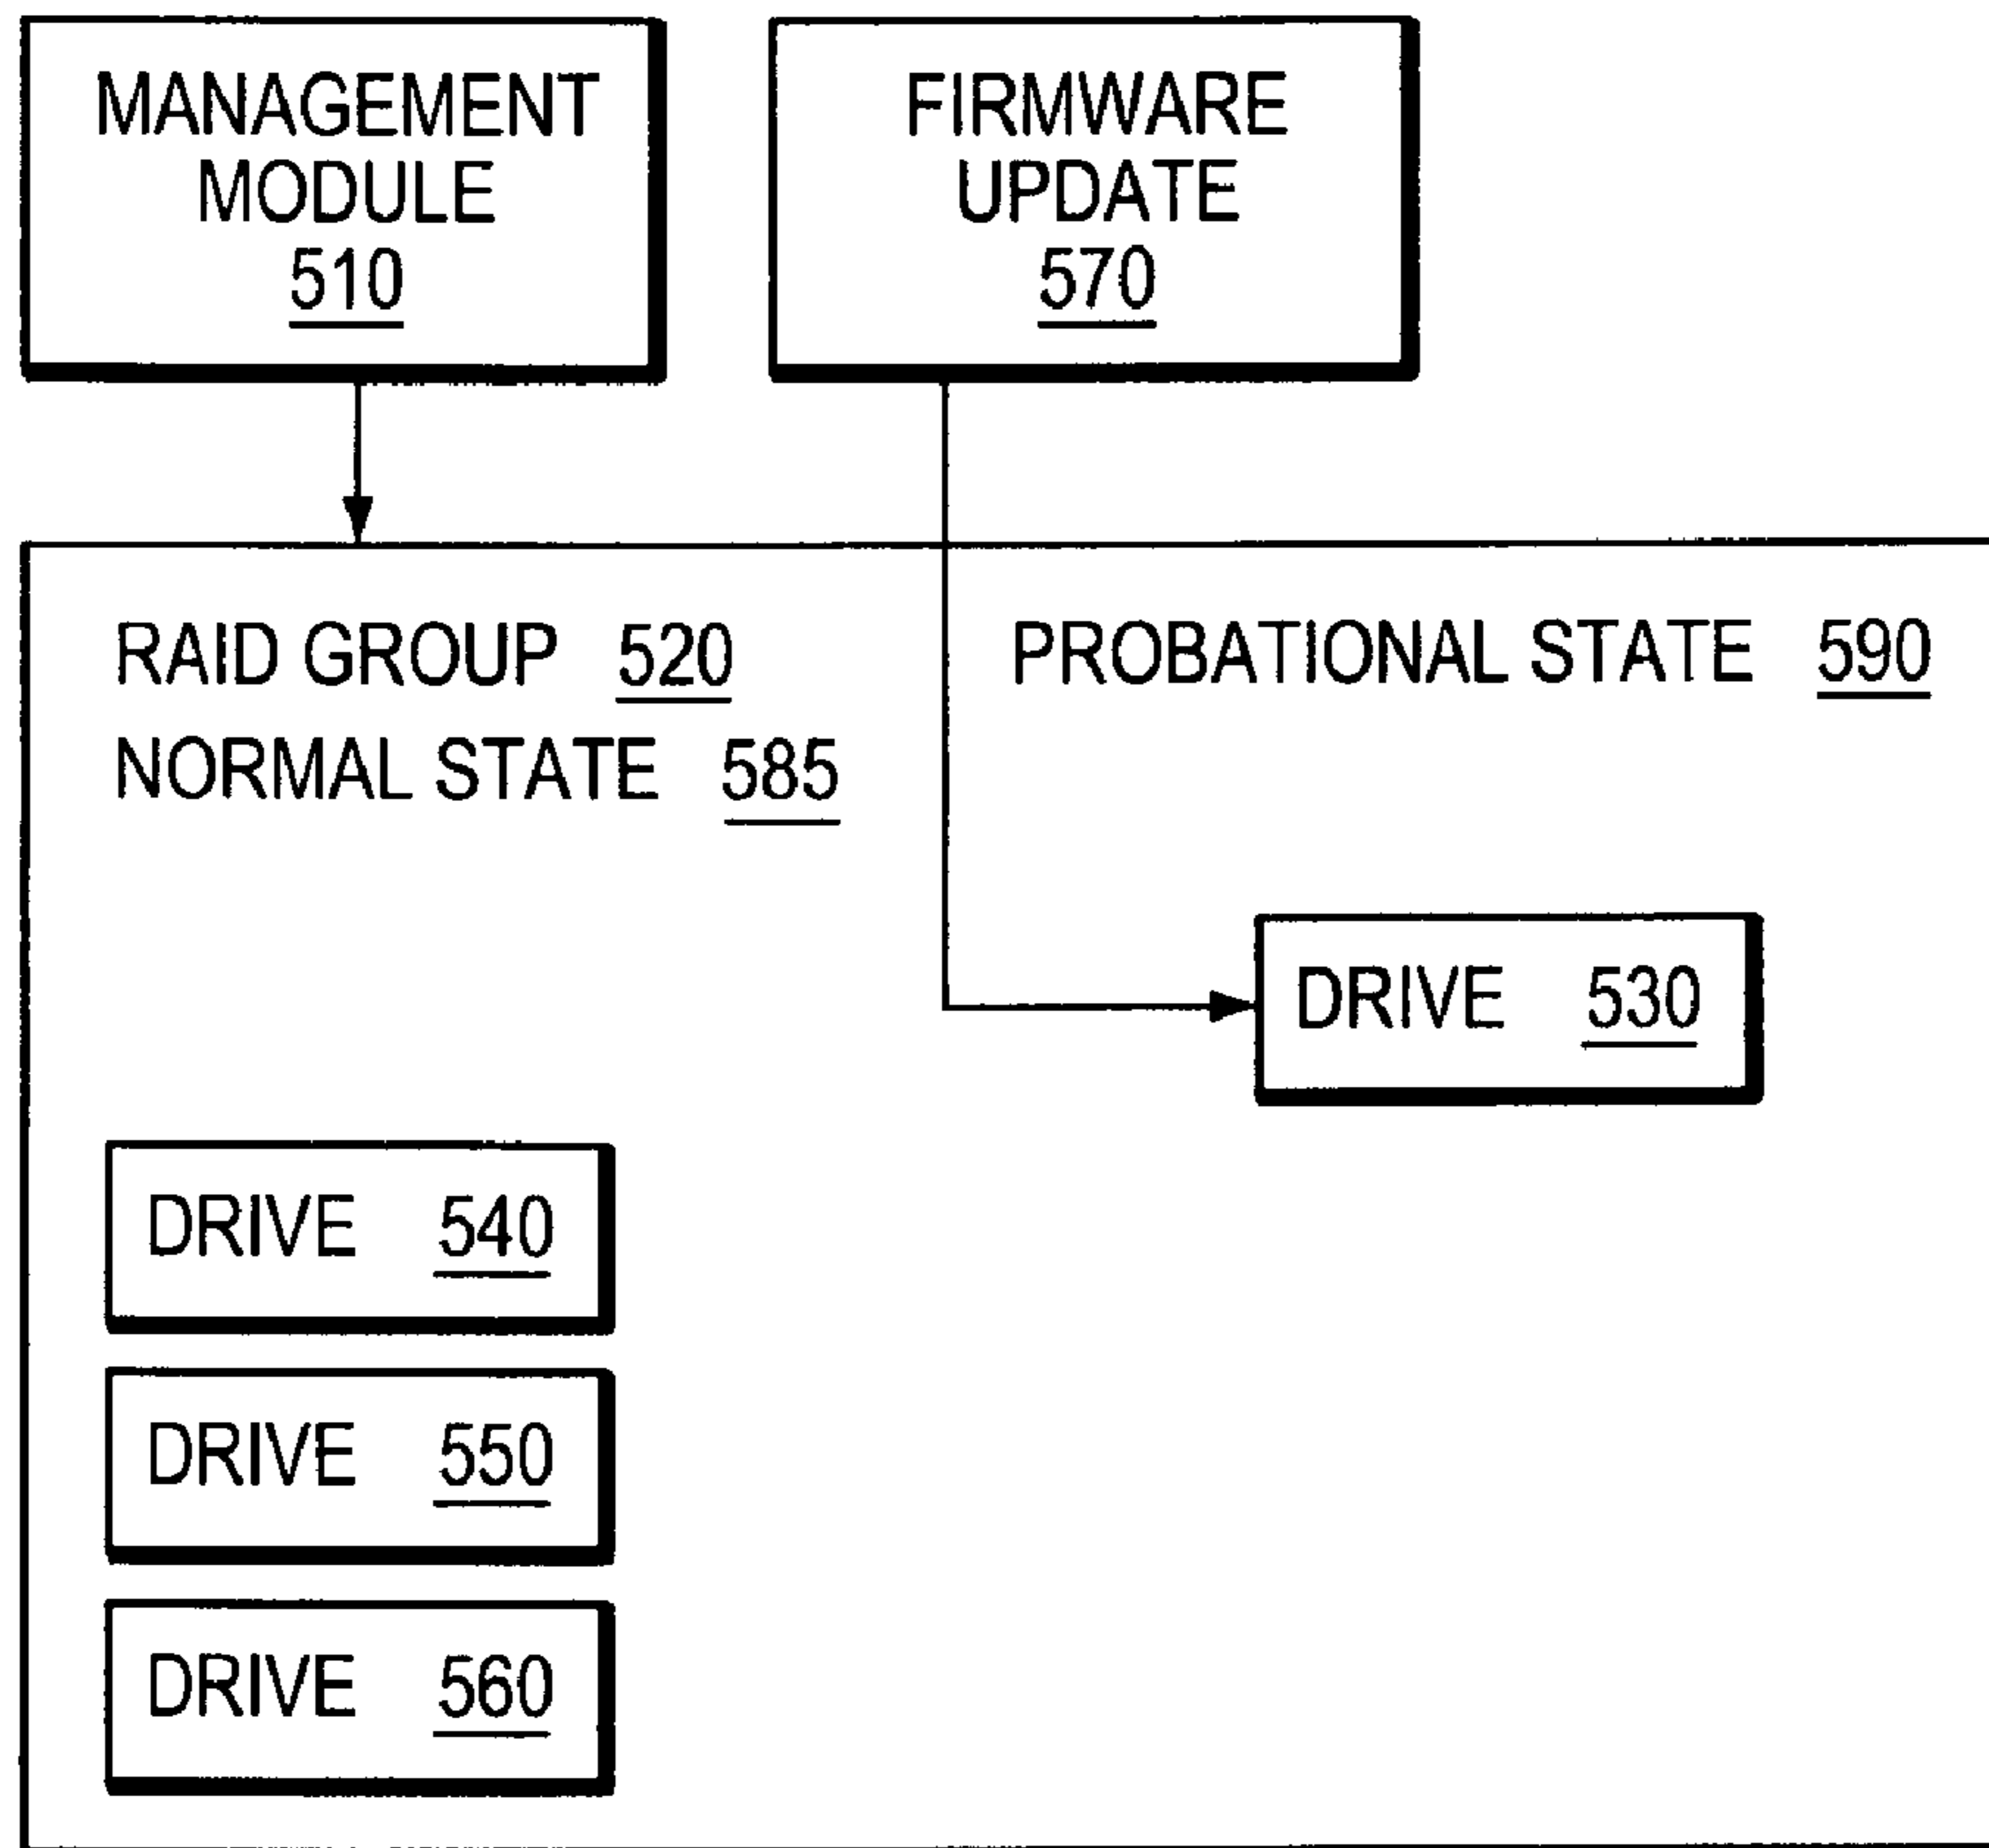 MANAGEMENT
MODULE
510
FIRMWARE
UPDATE
570
RAID GROUP 520
NORMAL STATE 585
PROBATIONAL STATE 590
DRIVE 530
DRIVE 540
DRIVE 550
DRIVE 560